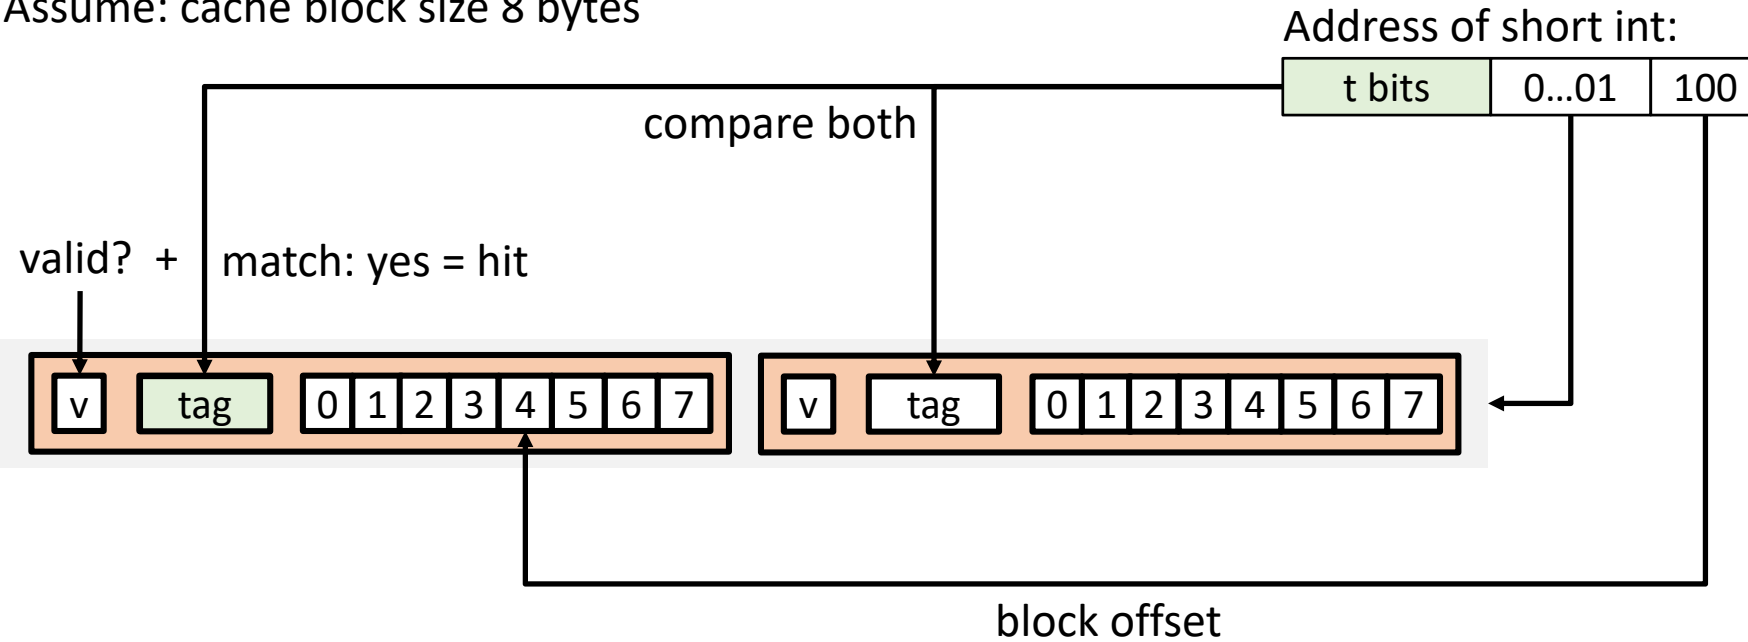 Assume: cache block size 8 bytes
Address of short int:
t bits 0...01 100
compare both
valid? + match: yes = hit
v tag 0 1 2 3 4 5 6 7 v tag 0 1 2 3 4 5 6 7
block offset